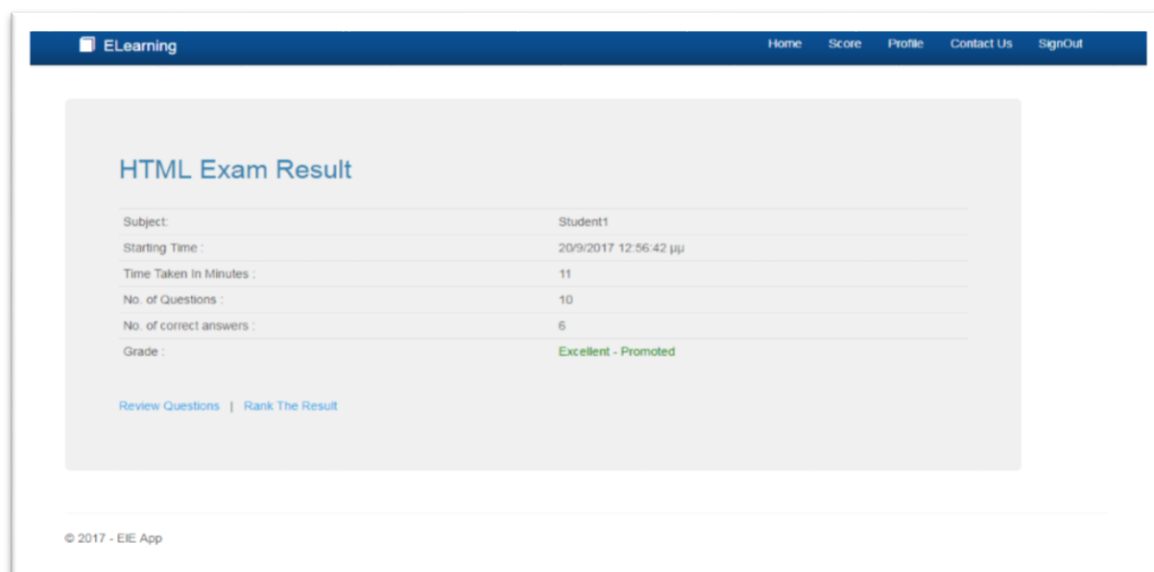 ELearning Home Score Profile Contact Us SignOut
HTML Exam Result
Subject: Student1
Starting Time : 20/9/2017 12:56:42 μμ
Time Taken In Minutes : 11
No. of Questions : 10
No. of correct answers : 6
Grade : Excellent - Promoted
Review Questions | Rank The Result
© 2017 - EIE App